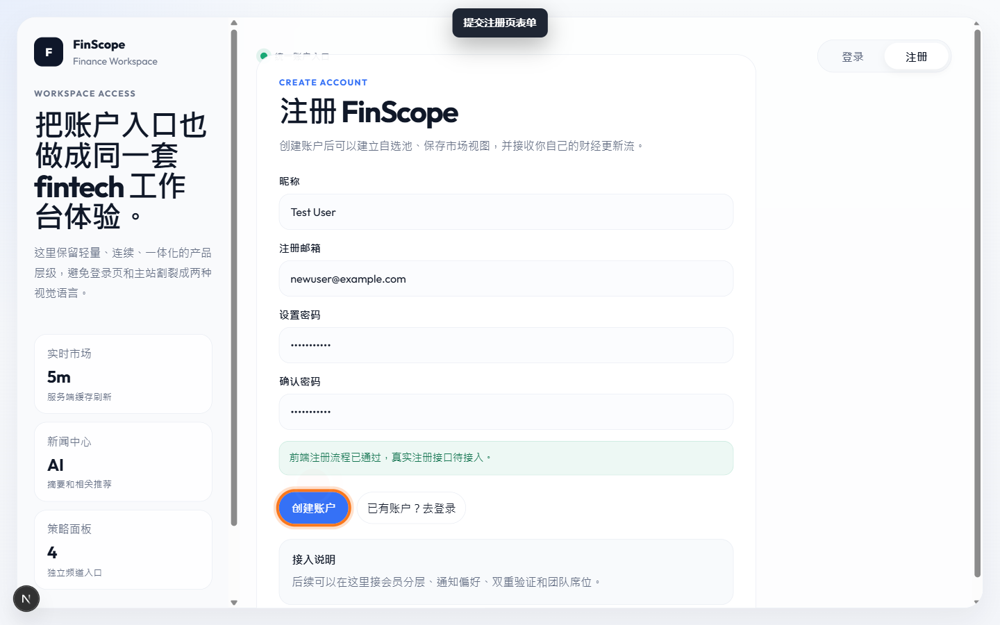 提交注册页表单
F
FinScope
Finance Workspace
WORKSPACE ACCESS
把账户入口也
做成同一套
fintech 工作
台体验。
这里保留轻量、连续、一体化的产品
层级，避免登录页和主站割裂成两种
视觉语言。
实时市场
5m
服务端缓存刷新
新闻中心
AI
摘要和相关推荐
策略面板
4
独立频道入口
N
统一账户入口
登录
注册
CREATE ACCOUNT
注册 FinScope
创建账户后可以建立自选池、保存市场视图，并接收你自己的财经更新流。
昵称
Test User
注册邮箱
newuser@example.com
设置密码
•••••••••••
确认密码
•••••••••••
前端注册流程已通过，真实注册接口待接入。
创建账户
已有账户？去登录
接入说明
后续可以在这里接会员分层、通知偏好、双重验证和团队席位。